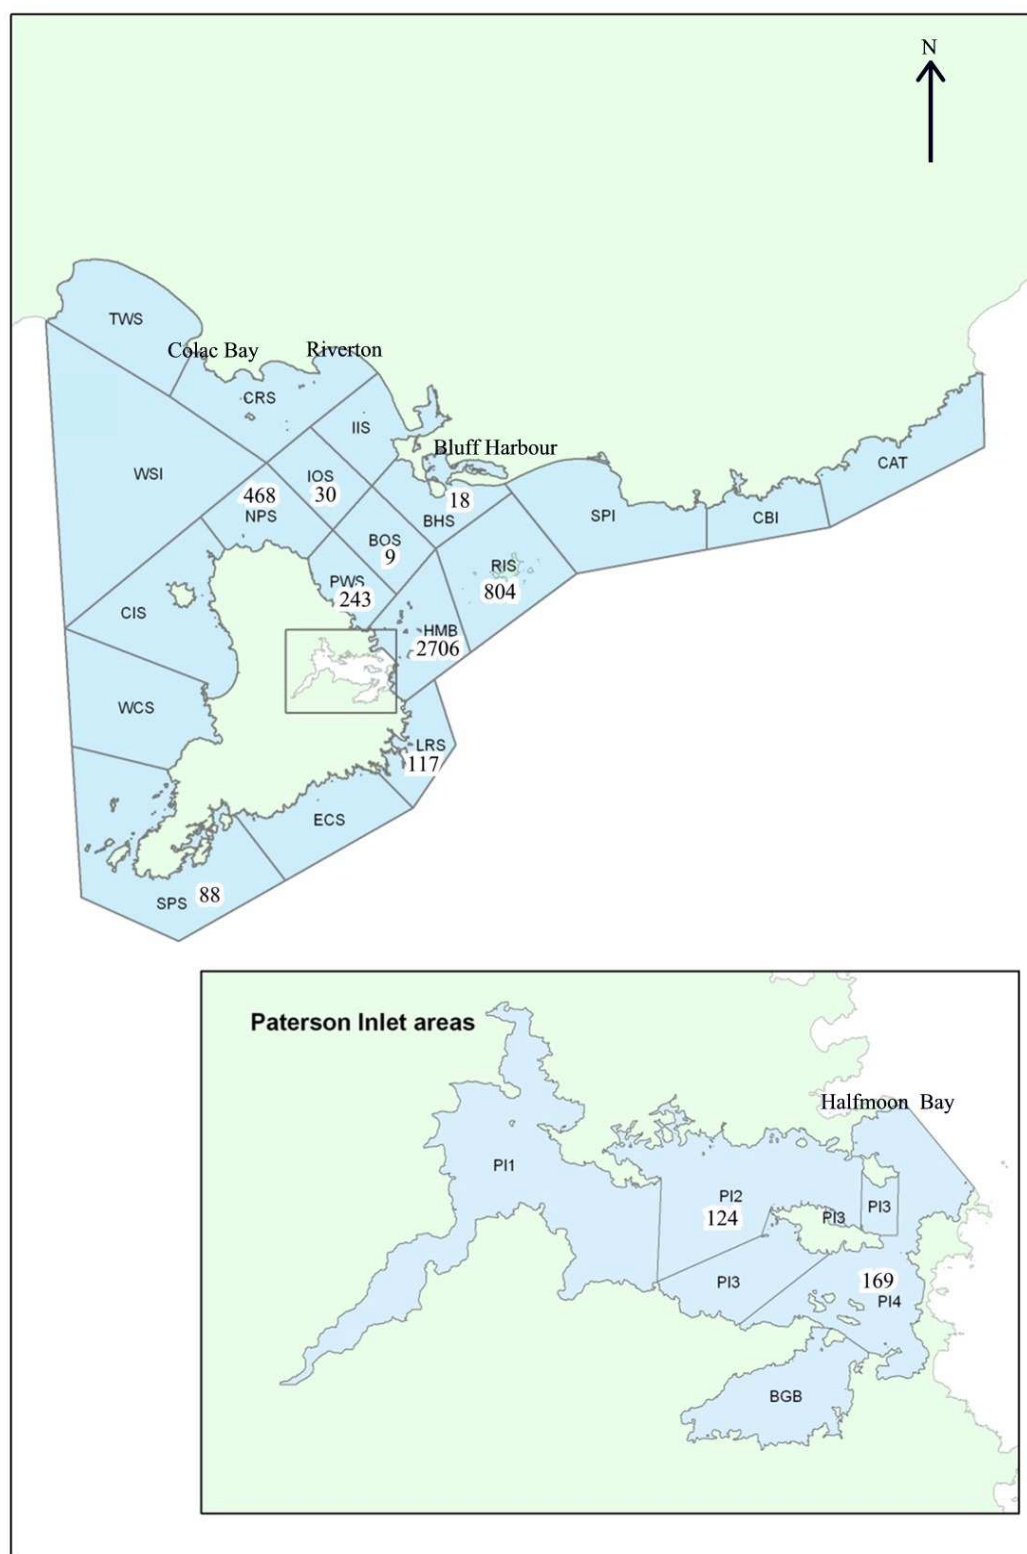 N
TWS
Colac Bay
Riverton
CRS
IIS
Bluff Harbour
WSI
IOS
30
468
NPS
18
BHS
SPI
CBI
CAT
BOS
9
RIS
804
PWS
243
CIS
HMB
2706
WCS
LRS
117
ECS
SPS 88
Paterson Inlet areas
Halfmoon Bay
PI1
PI2
124
PI3
PI3
PI3
169
PI4
BGB